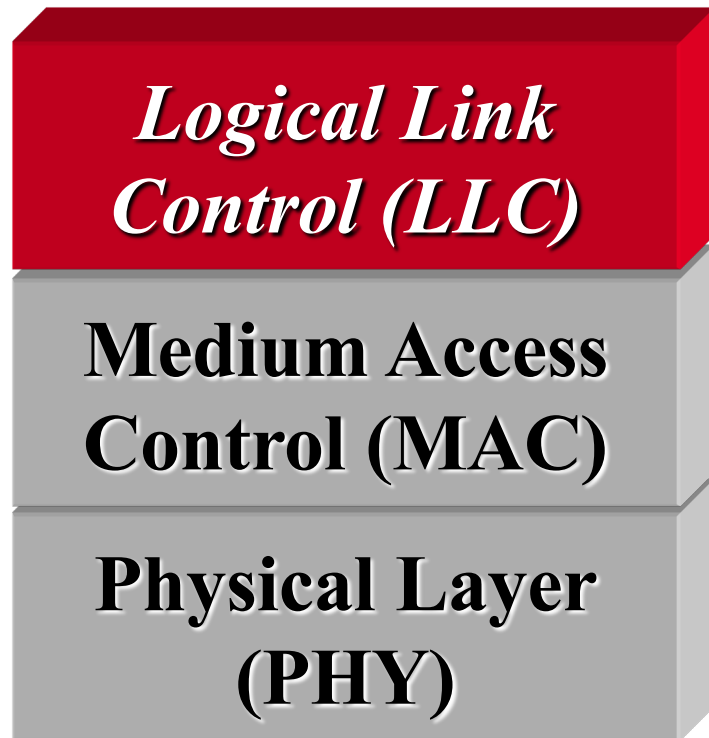 Logical Link
Control (LLC)
Medium Access
Control (MAC)
Physical Layer
(PHY)